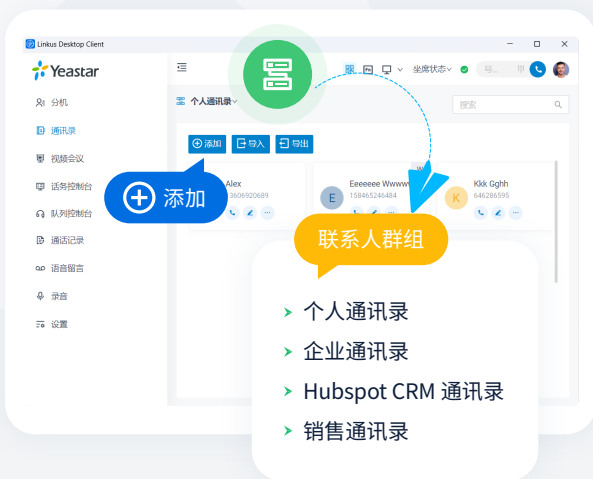 Linkus Desktop Client
Yeastar
Fn
坐席状态
号...
分机
通讯录
视频会议
话务控制台
队列控制台
通话记录
语音留言
录音
设置
个人通讯录
搜索
添加
导入
导出
添加
Alex
3606920689
E
Eeeeeee Wwww
158465246484
K
Kkk Gghh
646286595
联系人群组
个人通讯录
企业通讯录
Hubspot CRM 通讯录
销售通讯录